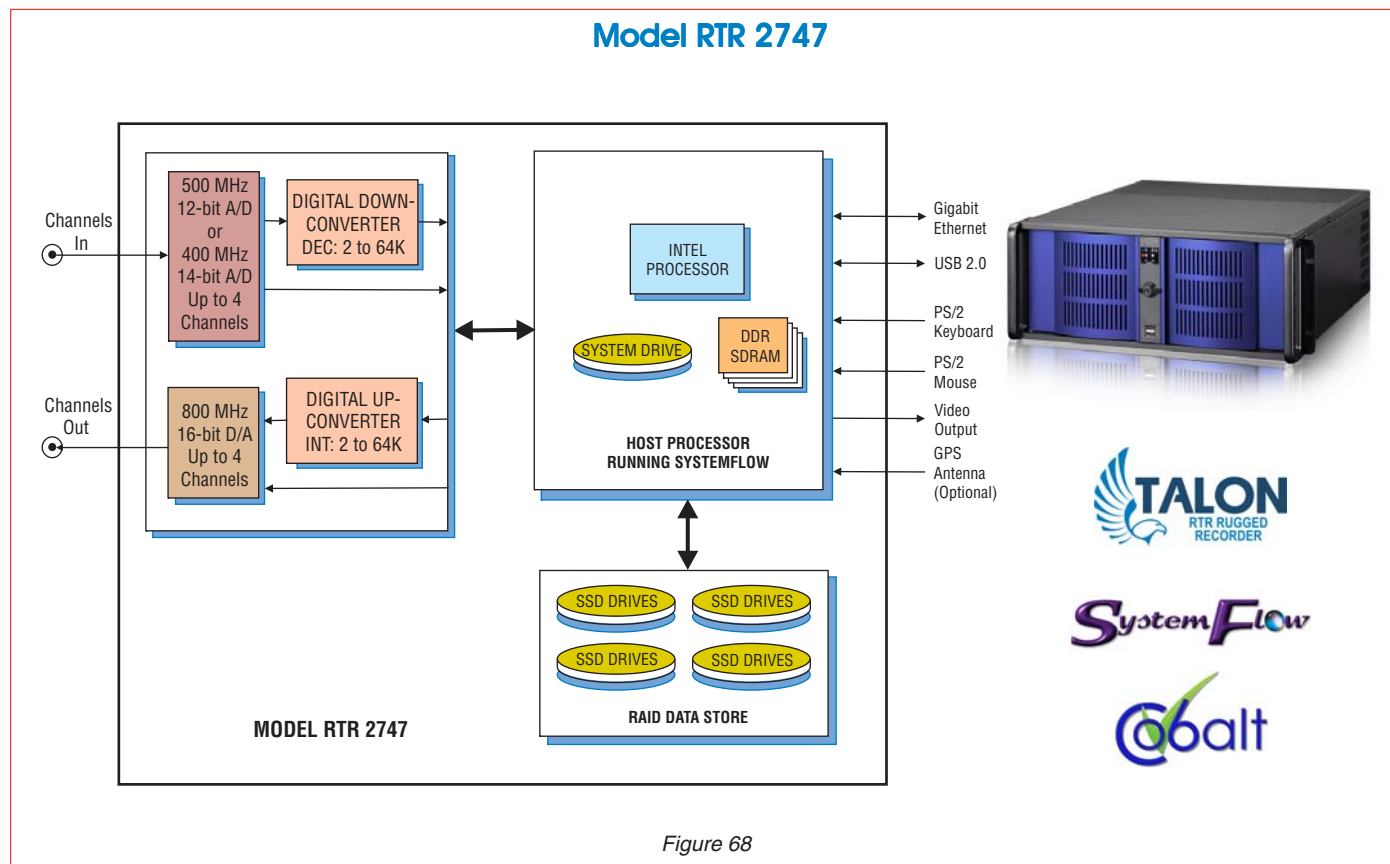 Model RTR 2747
Channels
In
500 MHz
12-bit A/D
or
400 MHz
14-bit A/D
Up to 4
Channels
DIGITAL DOWN-
CONVERTER
DEC: 2 to 64K
Channels
Out
800 MHz
16-bit D/A
Up to 4
Channels
DIGITAL UP-
CONVERTER
INT: 2 to 64K
INTEL
PROCESSOR
SYSTEM DRIVE
DDR
SDRAM
HOST PROCESSOR
RUNNING SYSTEMFLOW
Gigabit
Ethernet
USB 2.0
PS/2
Keyboard
PS/2
Mouse
Video
Output
GPS
Antenna
(Optional)
SSD DRIVES
SSD DRIVES
SSD DRIVES
SSD DRIVES
RAID DATA STORE
MODEL RTR 2747
TALON
RTR RUGGED
RECORDER
SystemFlow
Cobalt
Figure 68